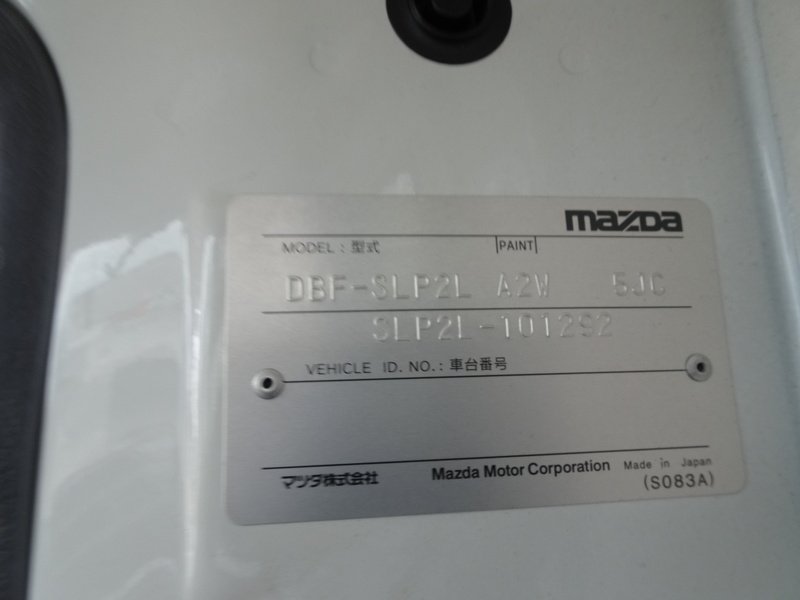 mazda
MODEL : 型式 PAINT
DBF-SLP2L A2W 5JC
SLP2L-101292
VEHICLE ID. NO. : 車台番号
マツダ株式会社 Mazda Motor Corporation Made in Japan
(S083A)